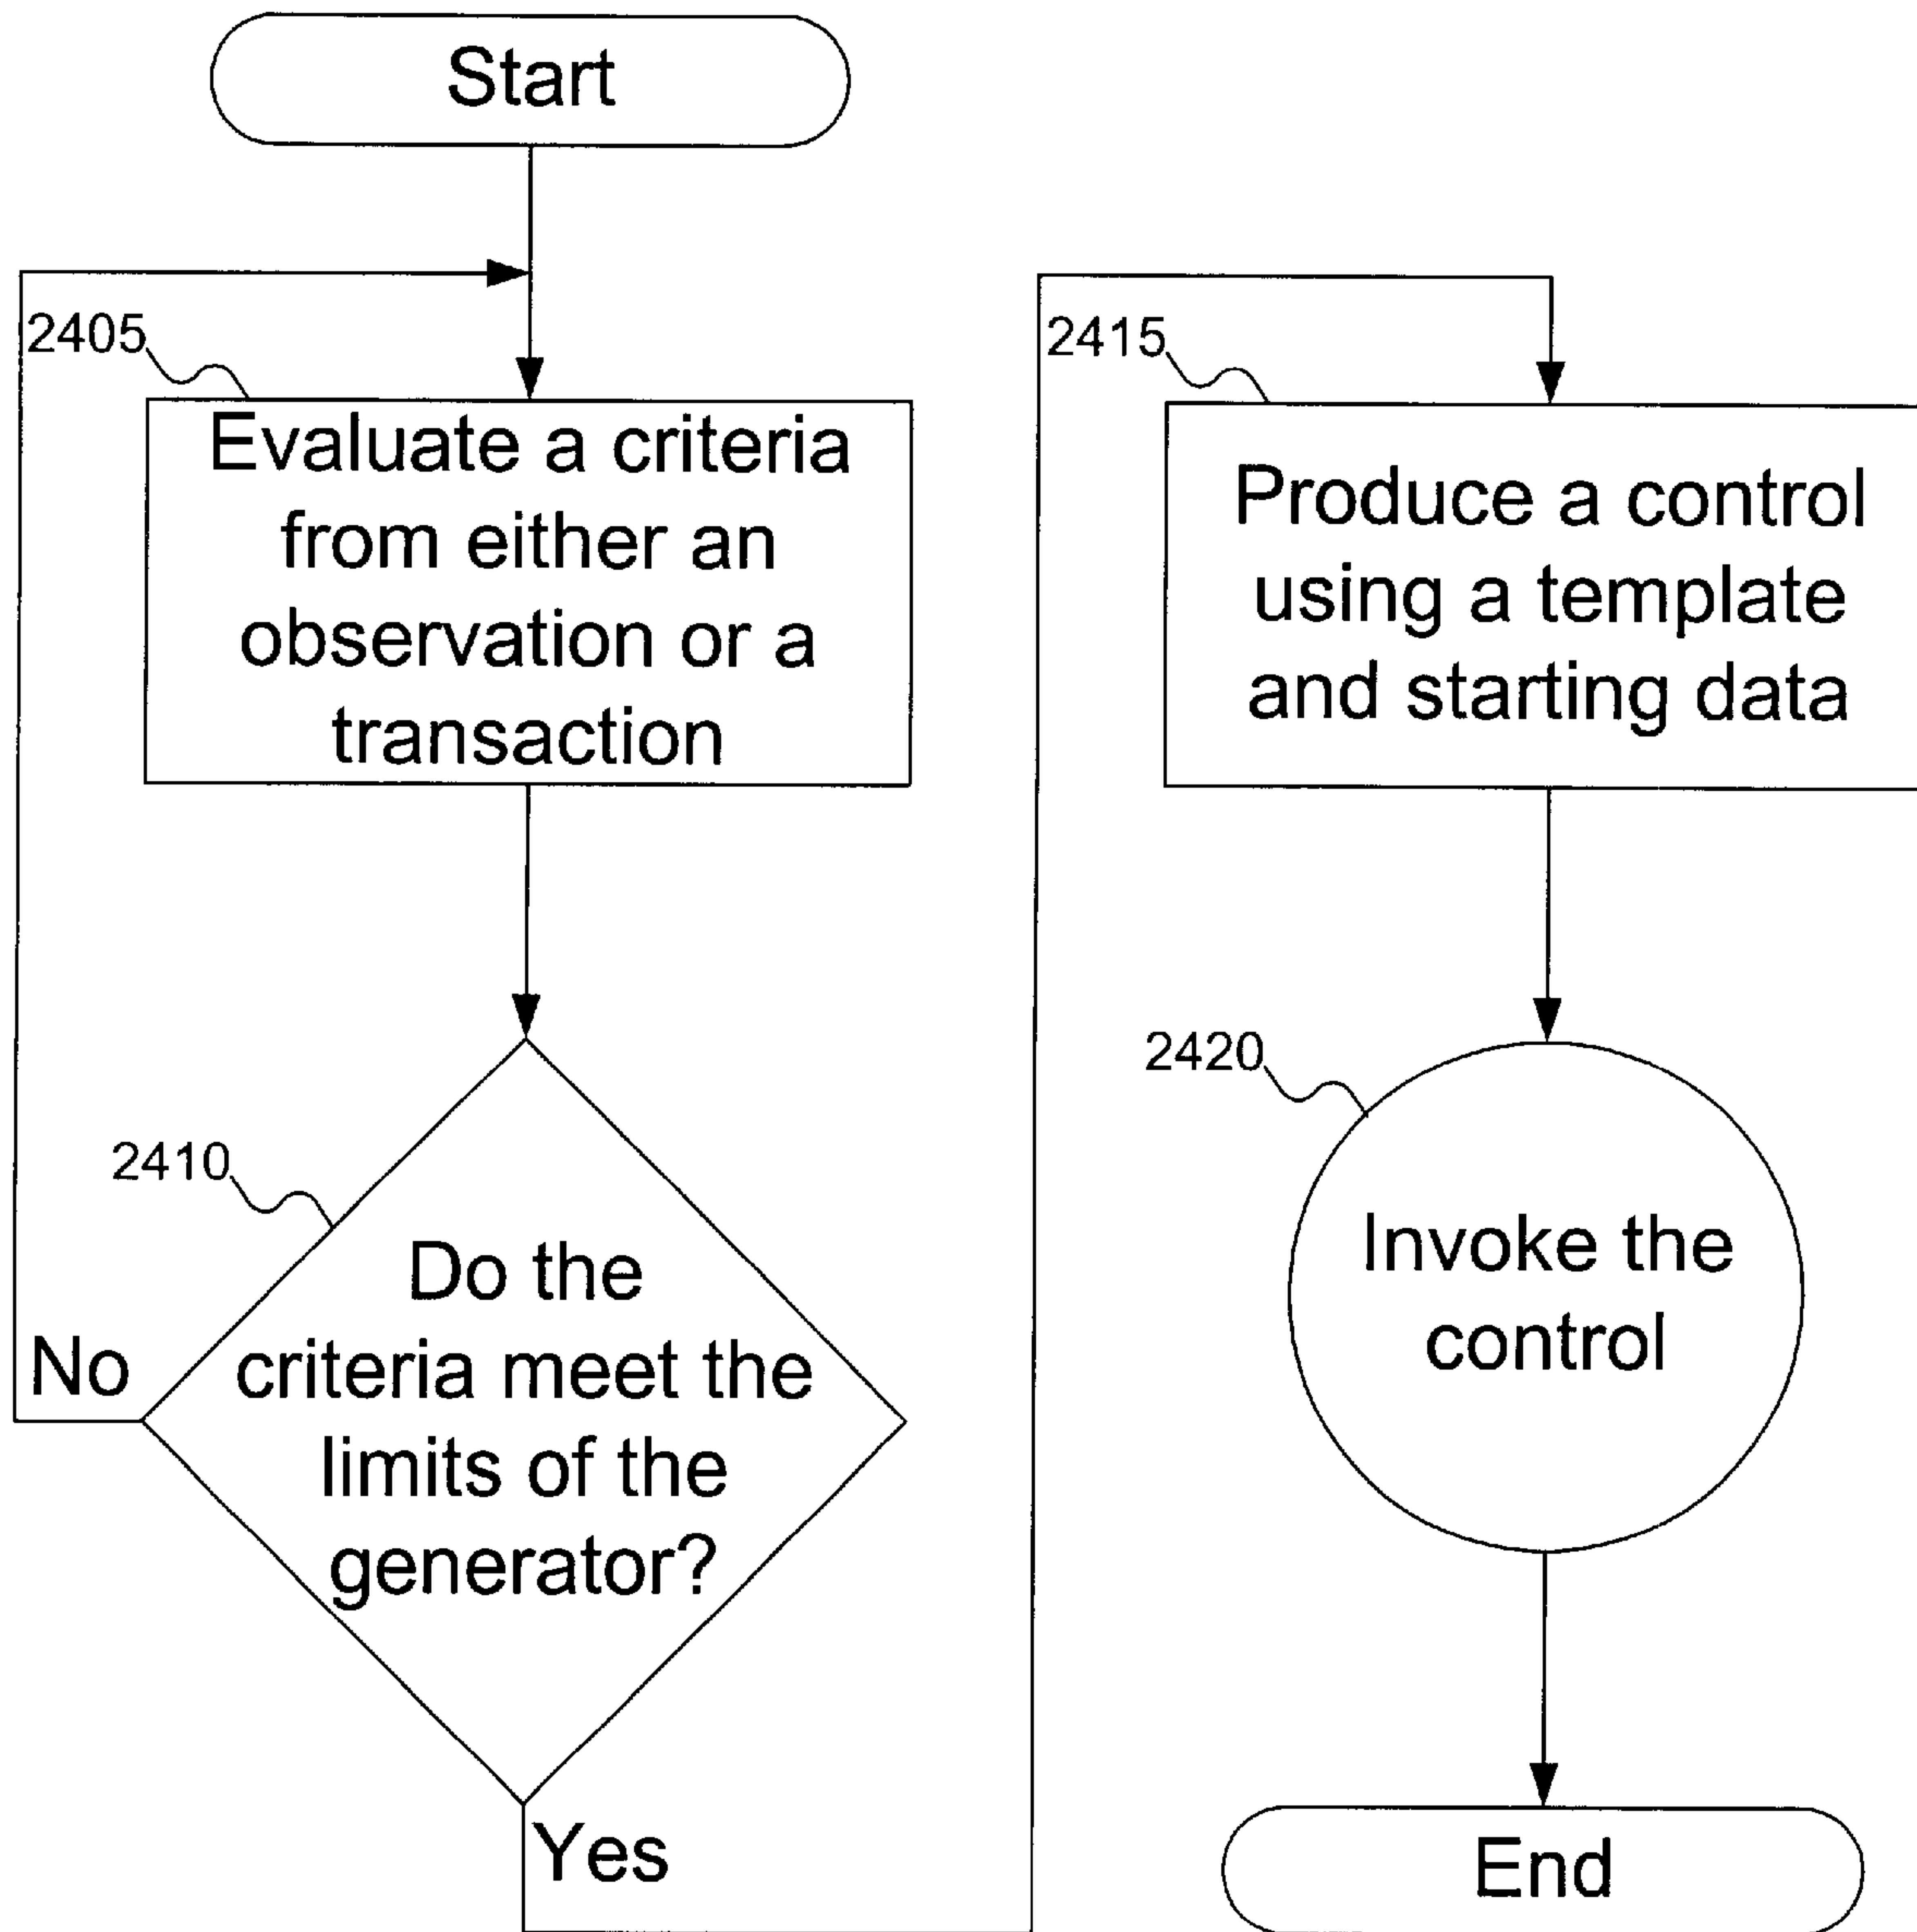 Start
2405
Evaluate a criteria
from either an
observation or a
transaction
2410
Do the
criteria meet the
limits of the
generator?
No
Yes
2415
Produce a control
using a template
and starting data
2420
Invoke the
control
End